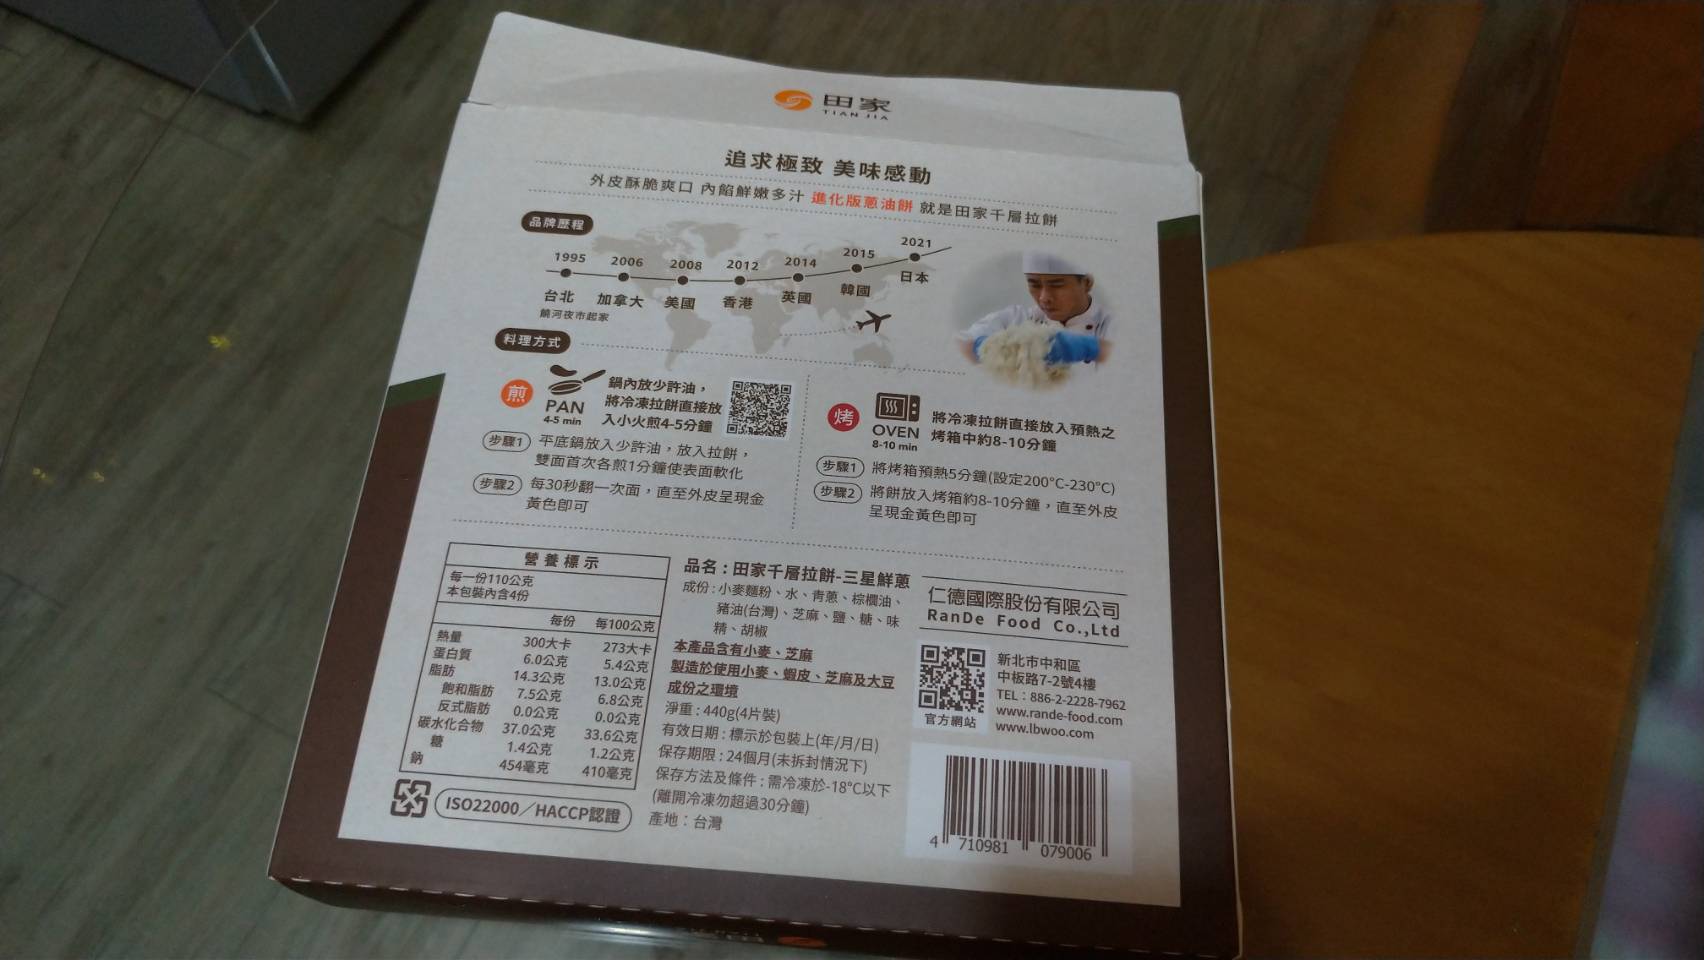 田家
TIAN JIA
追求極致 美味感動
外皮酥脆爽口 內餡鮮嫩多汁 進化版蔥油餅 就是田家千層拉餅
品牌歷程
1995 2006 2008 2012 2014 2015 2021
台北 加拿大 美國 香港 英國 韓國 日本
饒河夜市起家
料理方式
煎
PAN
4-5 min
鍋內放少許油，
將冷凍拉餅直接放
入小火煎4-5分鐘
步驟1 平底鍋放入少許油，放入拉餅，
雙面首次各煎1分鐘使表面軟化
步驟2 每30秒翻一次面，直至外皮呈現金
黃色即可
烤
OVEN
8-10 min
將冷凍拉餅直接放入預熱之
烤箱中約8-10分鐘
步驟1 將烤箱預熱5分鐘(設定200°C-230°C)
步驟2 將餅放入烤箱約8-10分鐘，直至外皮
呈現金黃色即可
營養標示
每一份110公克
本包裝內含4份
每份 每100公克
熱量 300大卡 273大卡
蛋白質 6.0公克 5.4公克
脂肪 14.3公克 13.0公克
飽和脂肪 7.5公克 6.8公克
反式脂肪 0.0公克 0.0公克
碳水化合物 37.0公克 33.6公克
糖 1.4公克 1.2公克
鈉 454毫克 410毫克
ISO22000／HACCP認證
品名：田家千層拉餅-三星鮮蔥
成份：小麥麵粉、水、青蔥、棕櫚油、
豬油(台灣)、芝麻、鹽、糖、味
精、胡椒
本產品含有小麥、芝麻
製造於使用小麥、蝦皮、芝麻及大豆
成份之環境
淨重：440g(4片裝)
有效日期：標示於包裝上(年/月/日)
保存期限：24個月(未拆封情況下)
保存方法及條件：需冷凍於-18°C以下
(離開冷凍勿超過30分鐘)
產地：台灣
仁德國際股份有限公司
RanDe Food Co.,Ltd
官方網站
新北市中和區
中板路7-2號4樓
TEL：886-2-2228-7962
www.rande-food.com
www.lbwoo.com
4 710981 079006